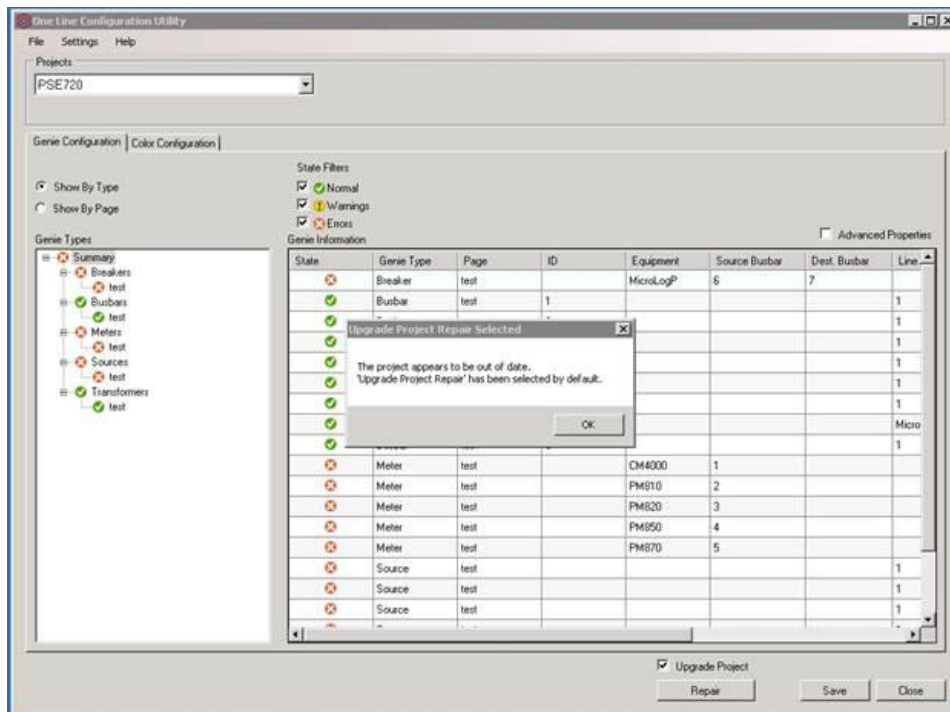 One Line Configuration Utility
File Settings Help
Projects
PSE720
Genie Configuration Color Configuration
Show By Type
Show By Page
State Filters
Normal
Warnings
Errors
Genie Types
Genie Information
Advanced Properties
Summary
Breakers
test
Busbars
test
Meters
test
Sources
test
Transformers
test
State Genie Type Page ID Equipment Source Busbar Dest. Busbar Line
Breaker test MicroLogP 6 7
Busbar test 1 1
1
1
1
1
1
Micro
1
Upgrade Project Repair Selected
The project appears to be out of date.
'Upgrade Project Repair' has been selected by default.
OK
Meter test CM4000 1
Meter test PM810 2
Meter test PM820 3
Meter test PM850 4
Meter test PM870 5
Source test 1
Source test 1
Source test 1
Upgrade Project
Repair Save Close